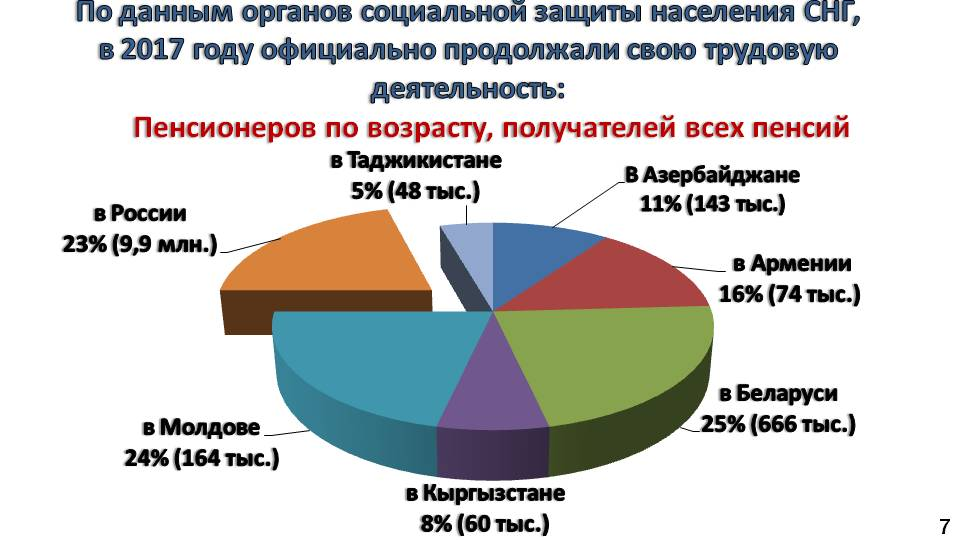 По данным органов социальной защиты населения СНГ,
в 2017 году официально продолжали свою трудовую
деятельность:
Пенсионеров по возрасту, получателей всех пенсий
в Таджикистане
5% (48 тыс.)
В Азербайджане
11% (143 тыс.)
в России
23% (9,9 млн.)
в Армении
16% (74 тыс.)
в Беларуси
25% (666 тыс.)
в Молдове
24% (164 тыс.)
в Кыргызстане
8% (60 тыс.)
7